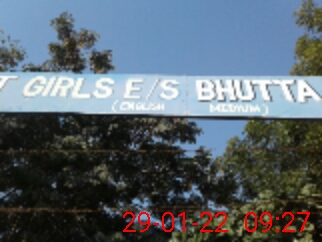 T GIRLS E/S BHUTTA
(ENGLISH MEDIUM)
29-01-22 09:27